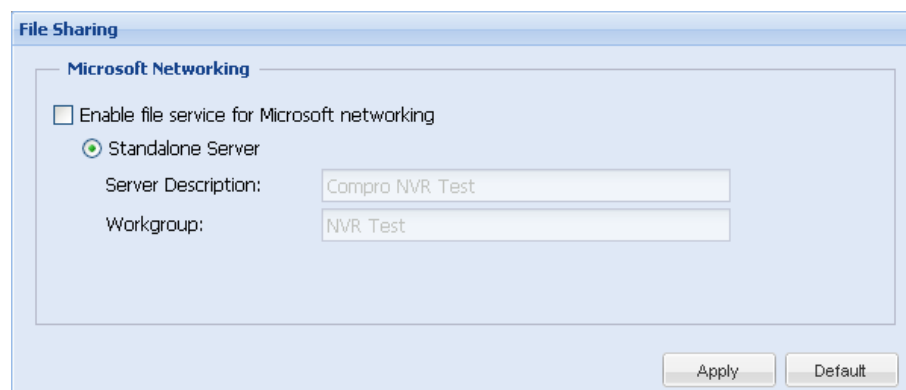 File Sharing
Microsoft Networking
Enable file service for Microsoft networking
Standalone Server
Server Description: Compro NVR Test
Workgroup: NVR Test
Apply Default